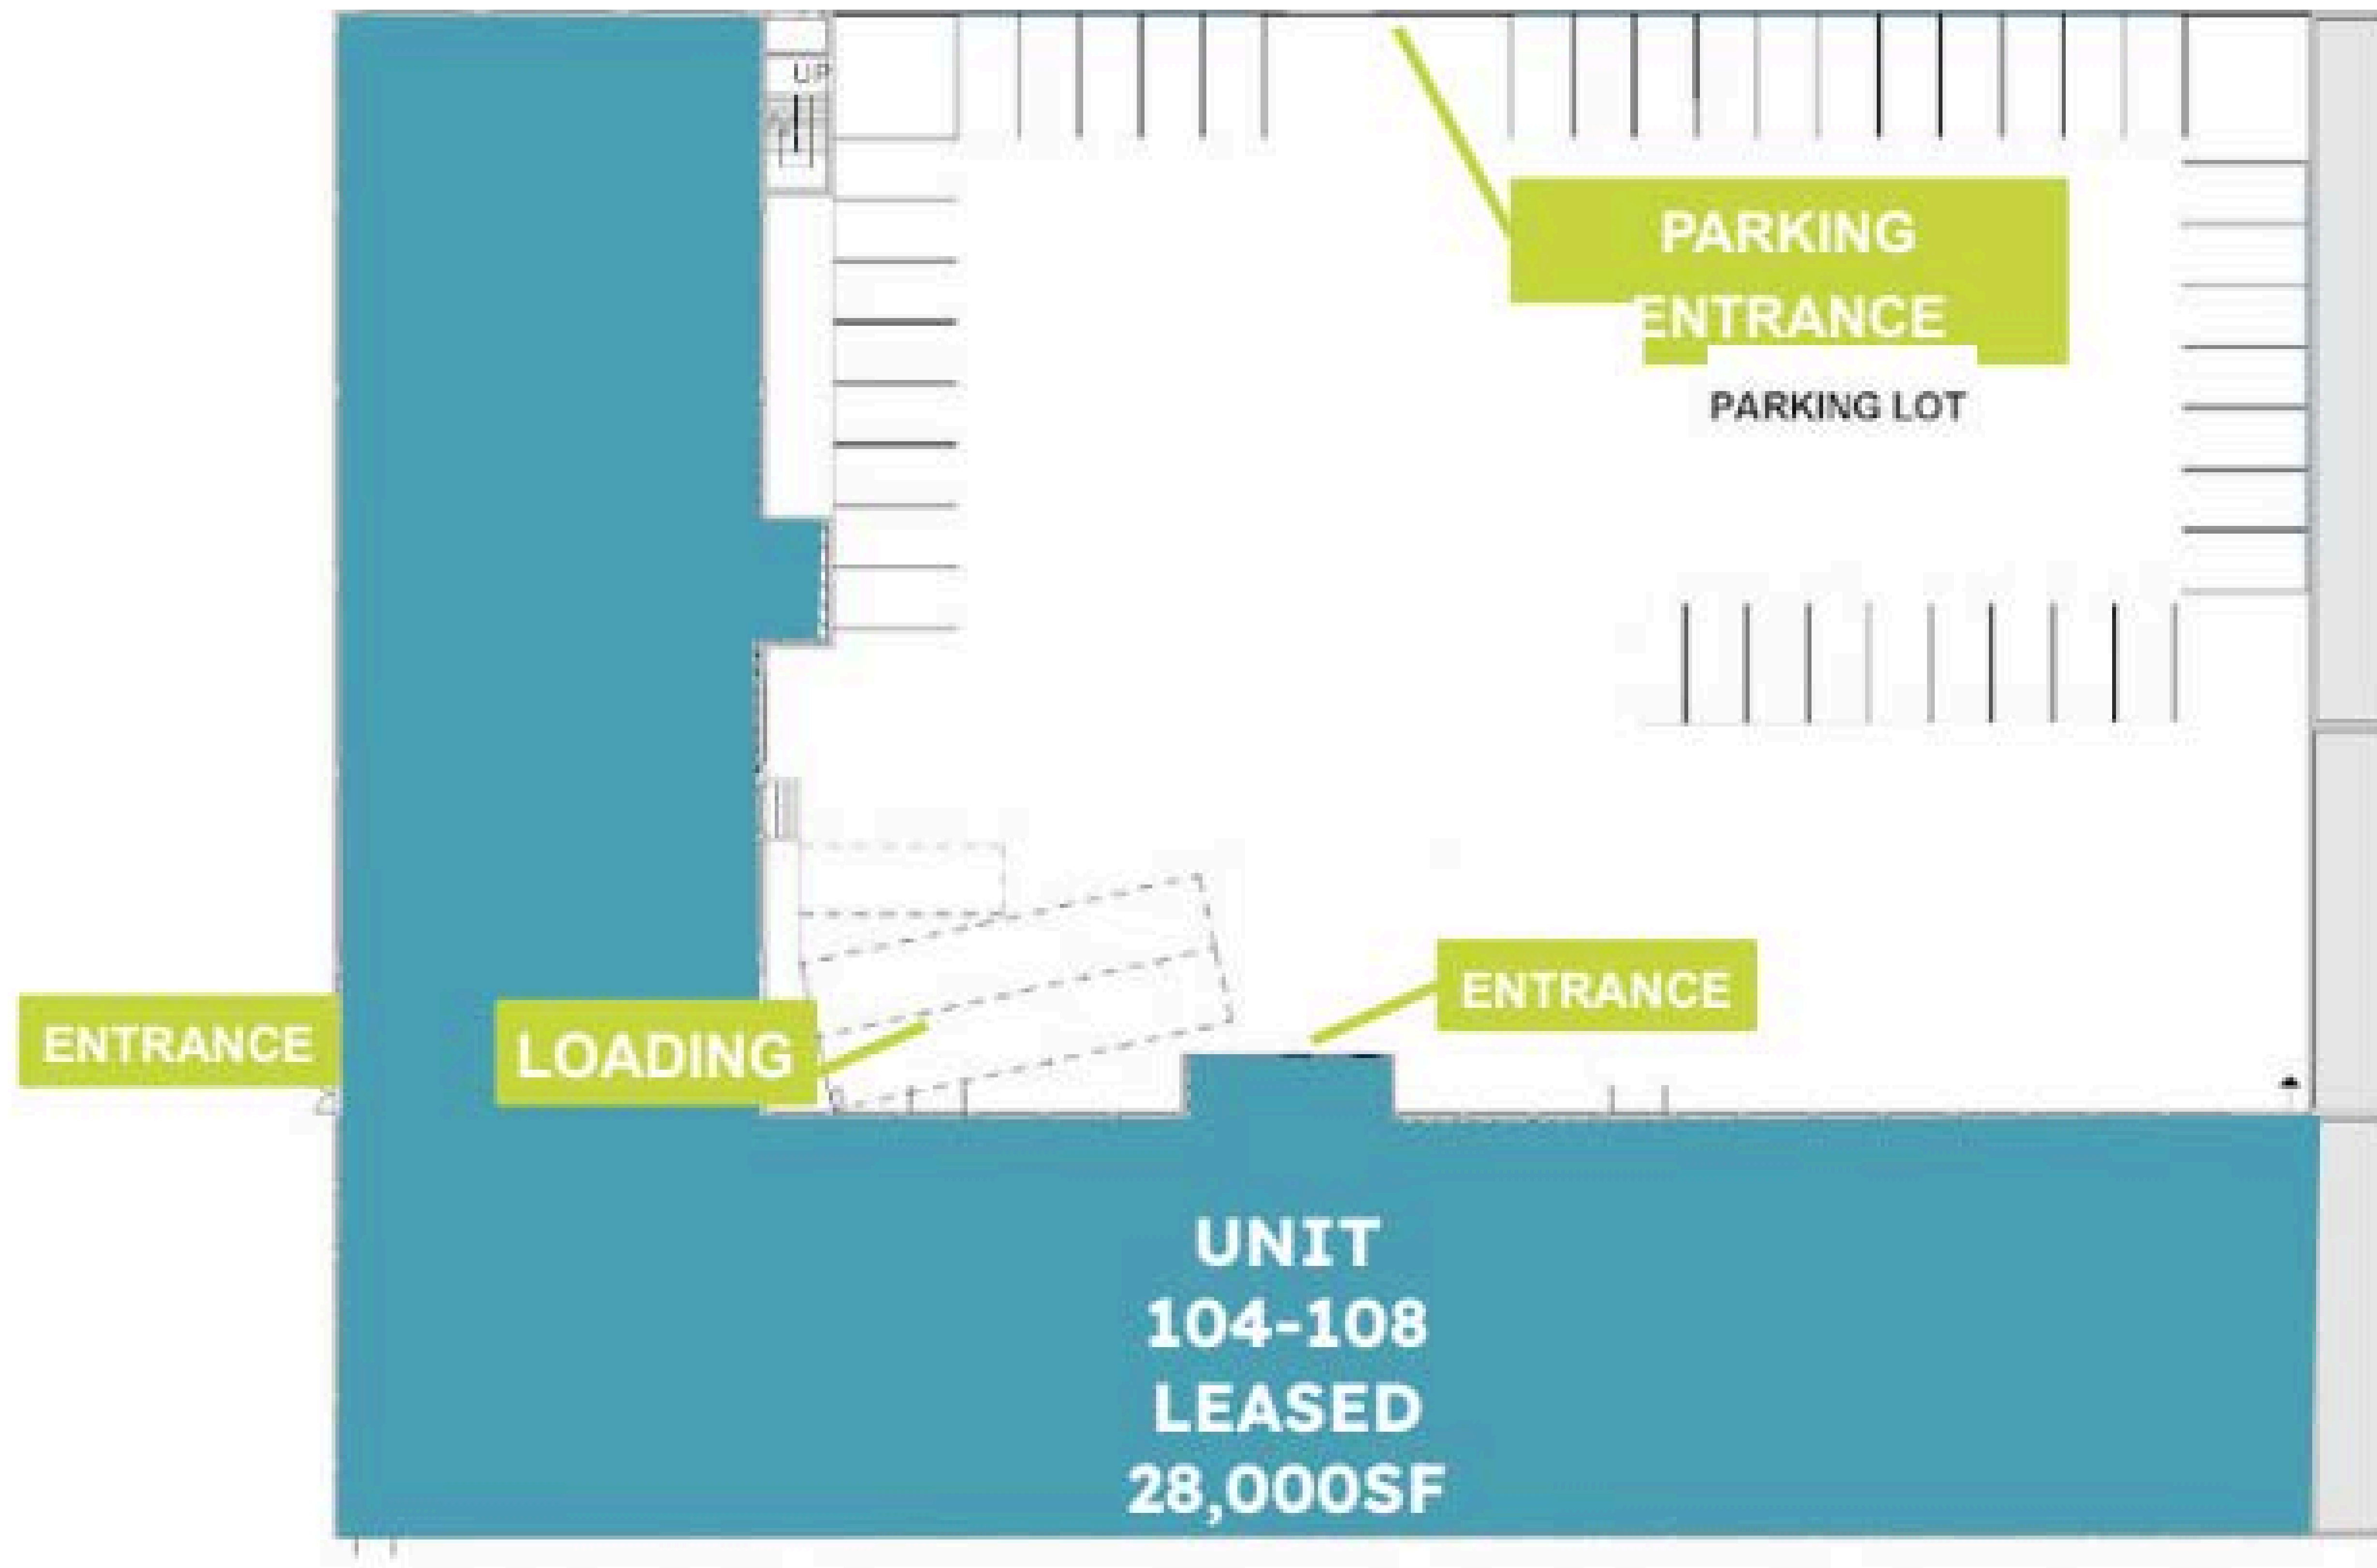 UP
PARKING
ENTRANCE
PARKING LOT
ENTRANCE
ENTRANCE
LOADING
UNIT
104-108
LEASED
28,000SF